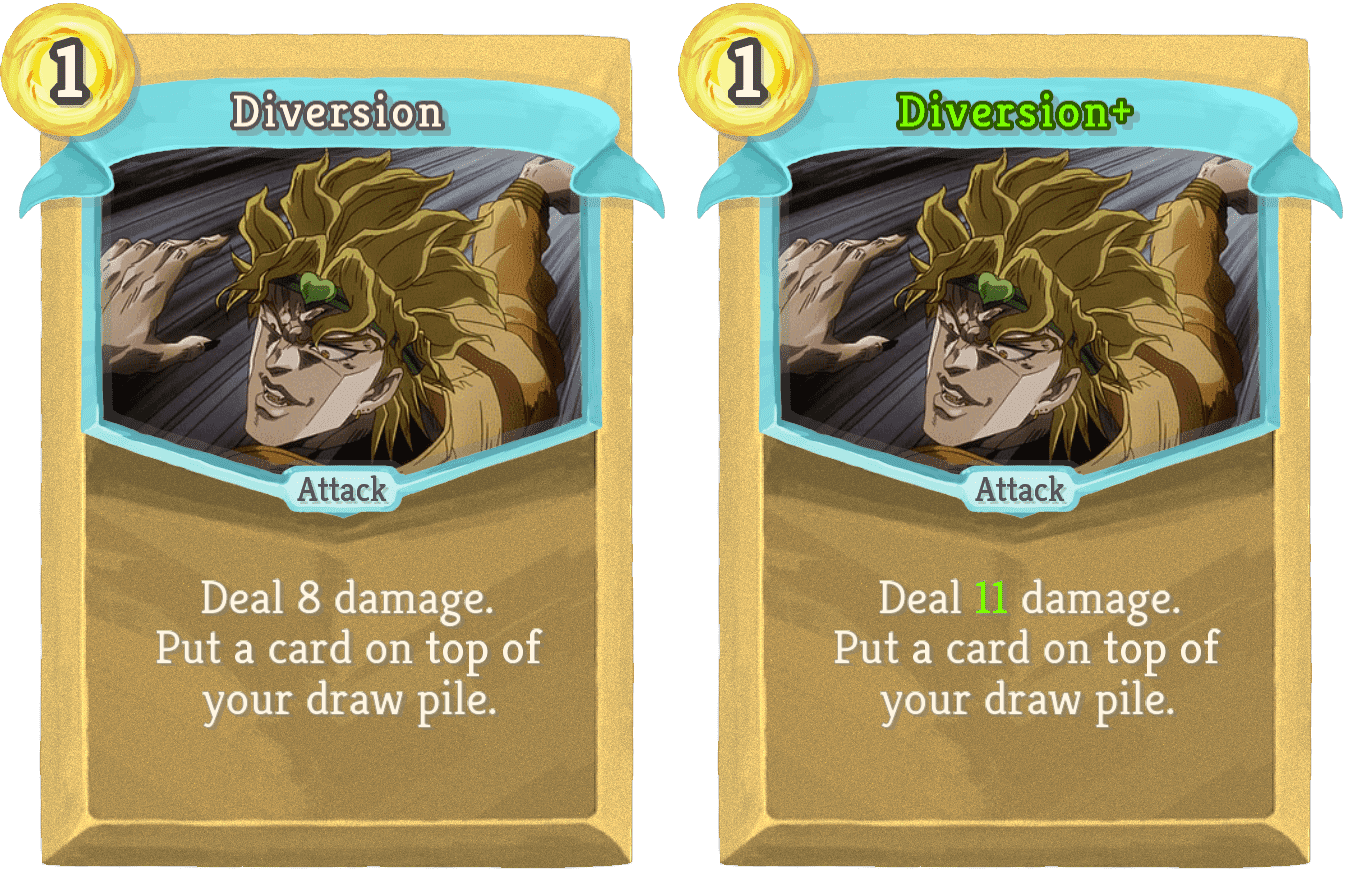 1
Diversion
Attack
Deal 8 damage.
Put a card on top of
your draw pile.
1
Diversion+
Attack
Deal 11 damage.
Put a card on top of
your draw pile.